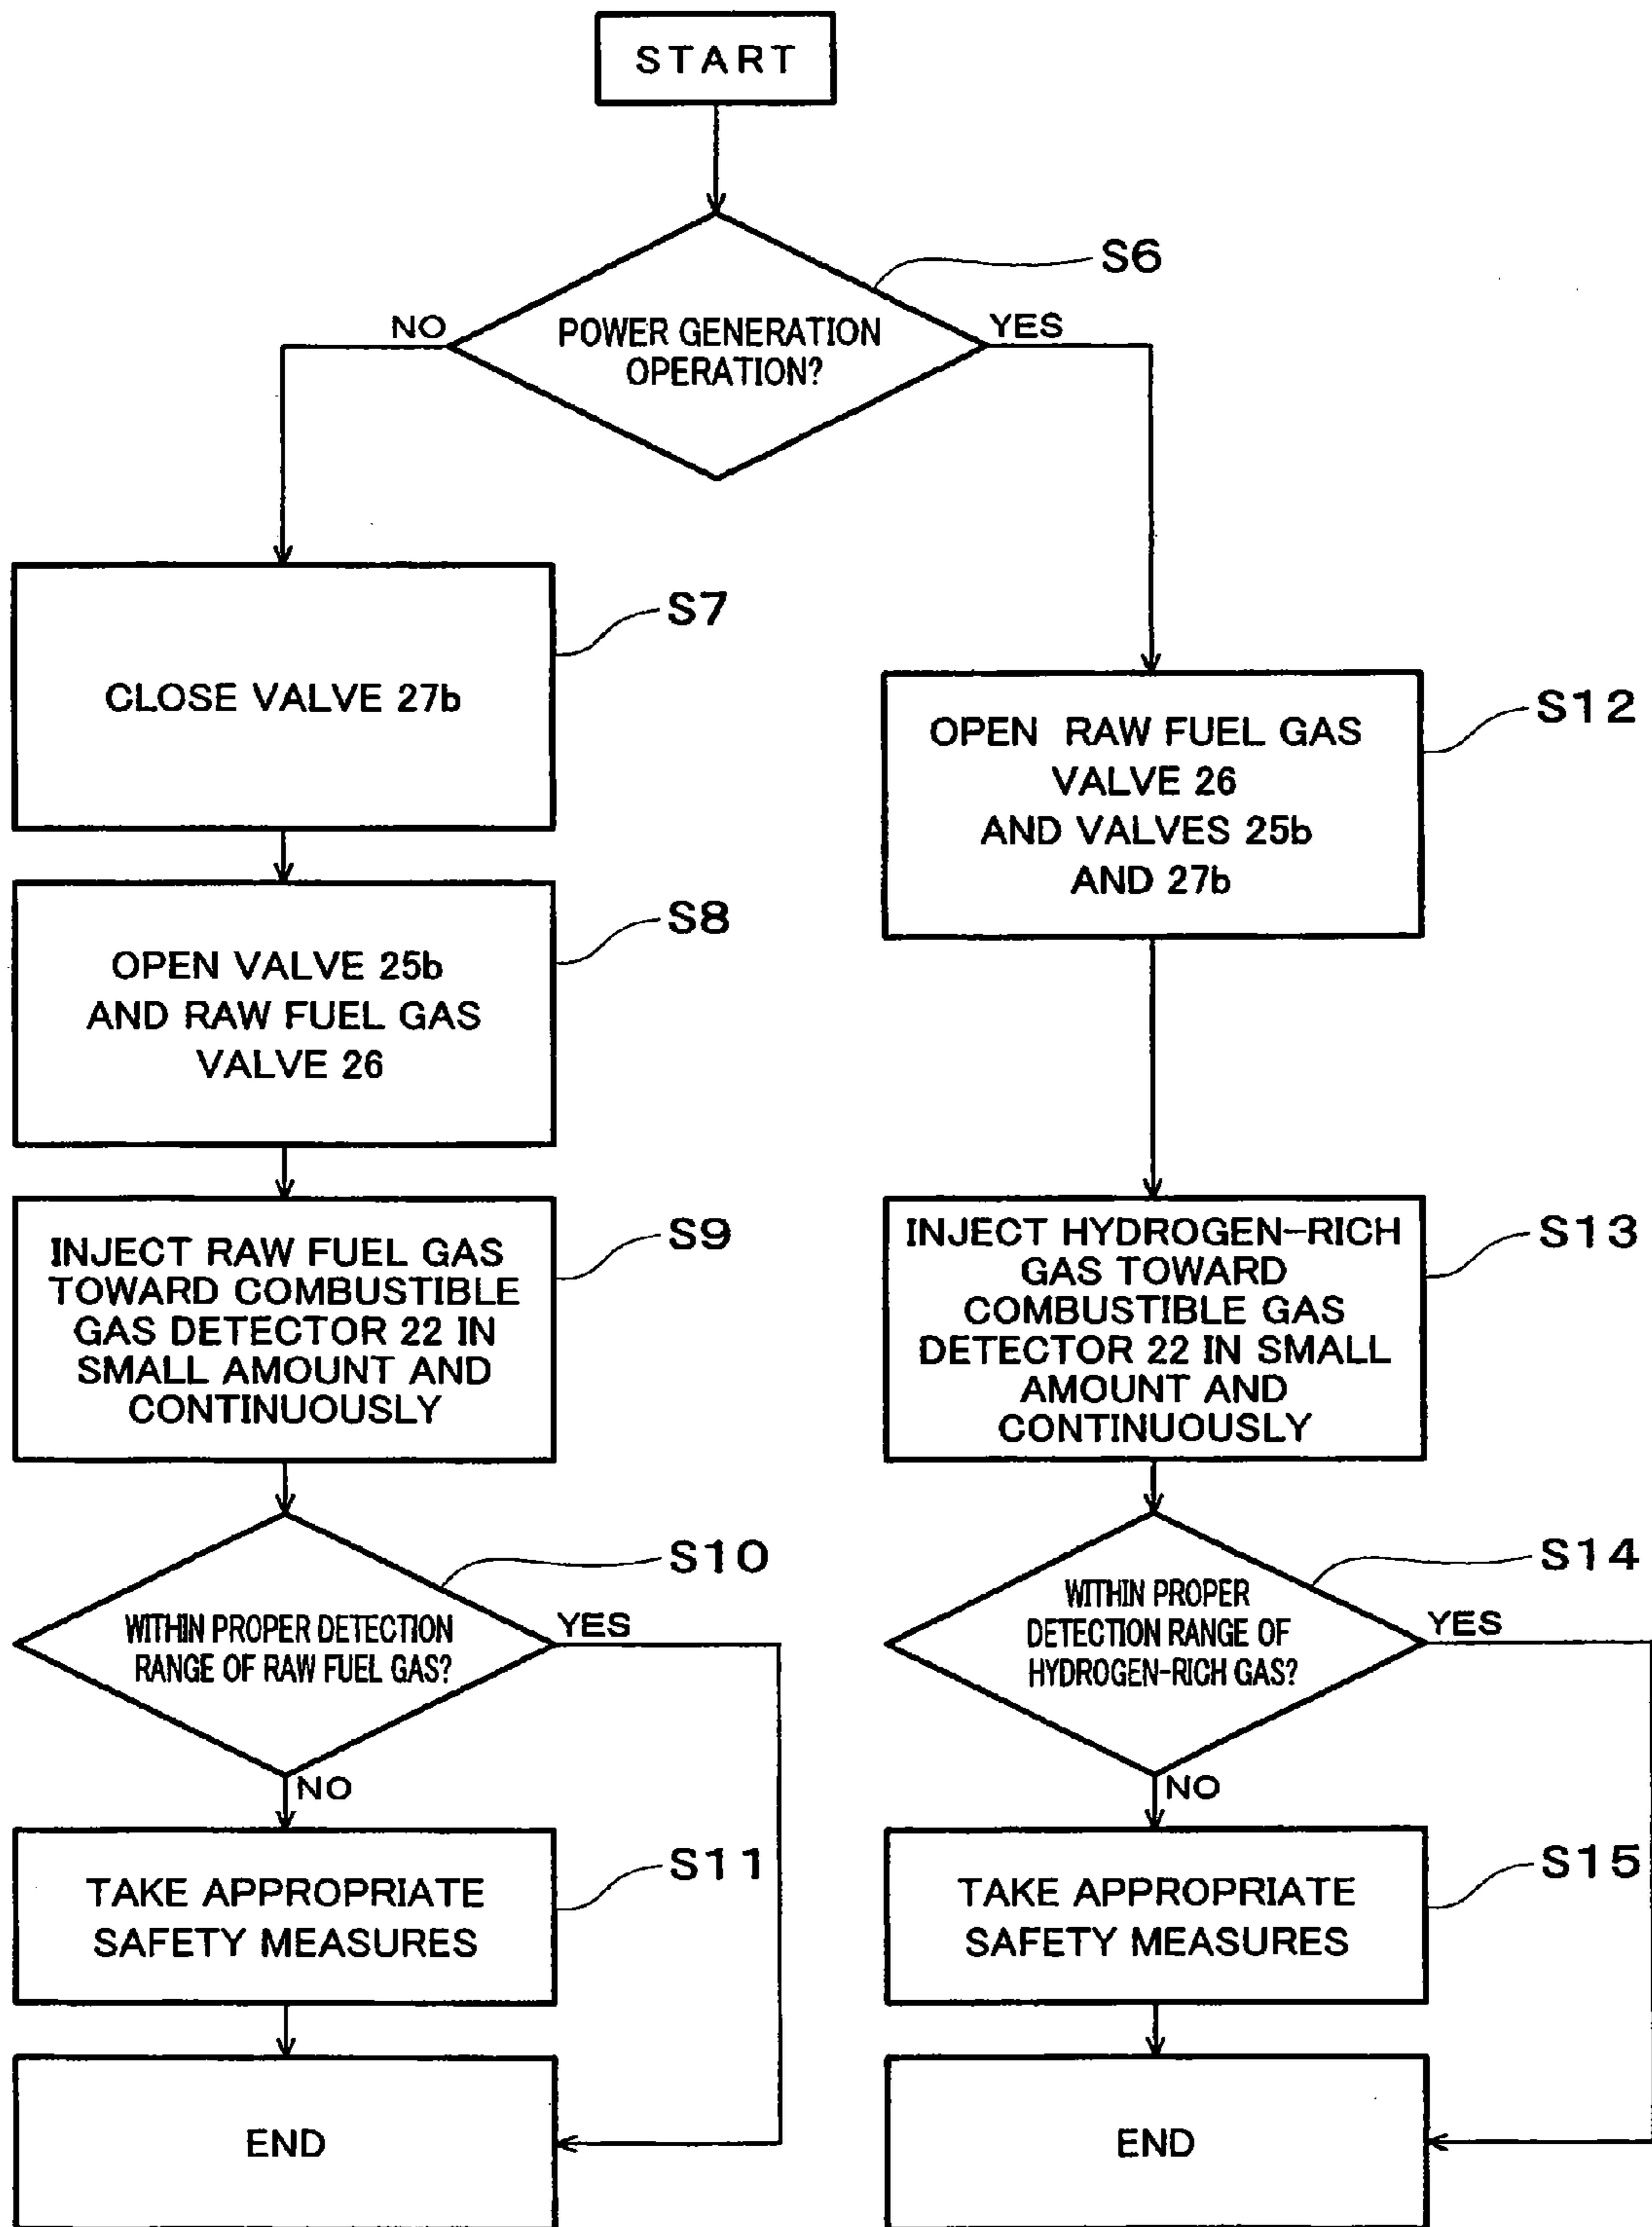 START
S6
NO
YES
POWER GENERATION
OPERATION?
S7
CLOSE VALVE 27b
S12
OPEN RAW FUEL GAS
VALVE 26
AND VALVES 25b
AND 27b
S8
OPEN VALVE 25b
AND RAW FUEL GAS
VALVE 26
S9
INJECT RAW FUEL GAS
TOWARD COMBUSTIBLE
GAS DETECTOR 22 IN
SMALL AMOUNT AND
CONTINUOUSLY
S13
INJECT HYDROGEN-RICH
GAS TOWARD
COMBUSTIBLE GAS
DETECTOR 22 IN SMALL
AMOUNT AND
CONTINUOUSLY
S10
WITHIN PROPER DETECTION
RANGE OF RAW FUEL GAS?
YES
NO
S14
WITHIN PROPER
DETECTION RANGE OF
HYDROGEN-RICH GAS?
YES
NO
S11
TAKE APPROPRIATE
SAFETY MEASURES
S15
TAKE APPROPRIATE
SAFETY MEASURES
END
END